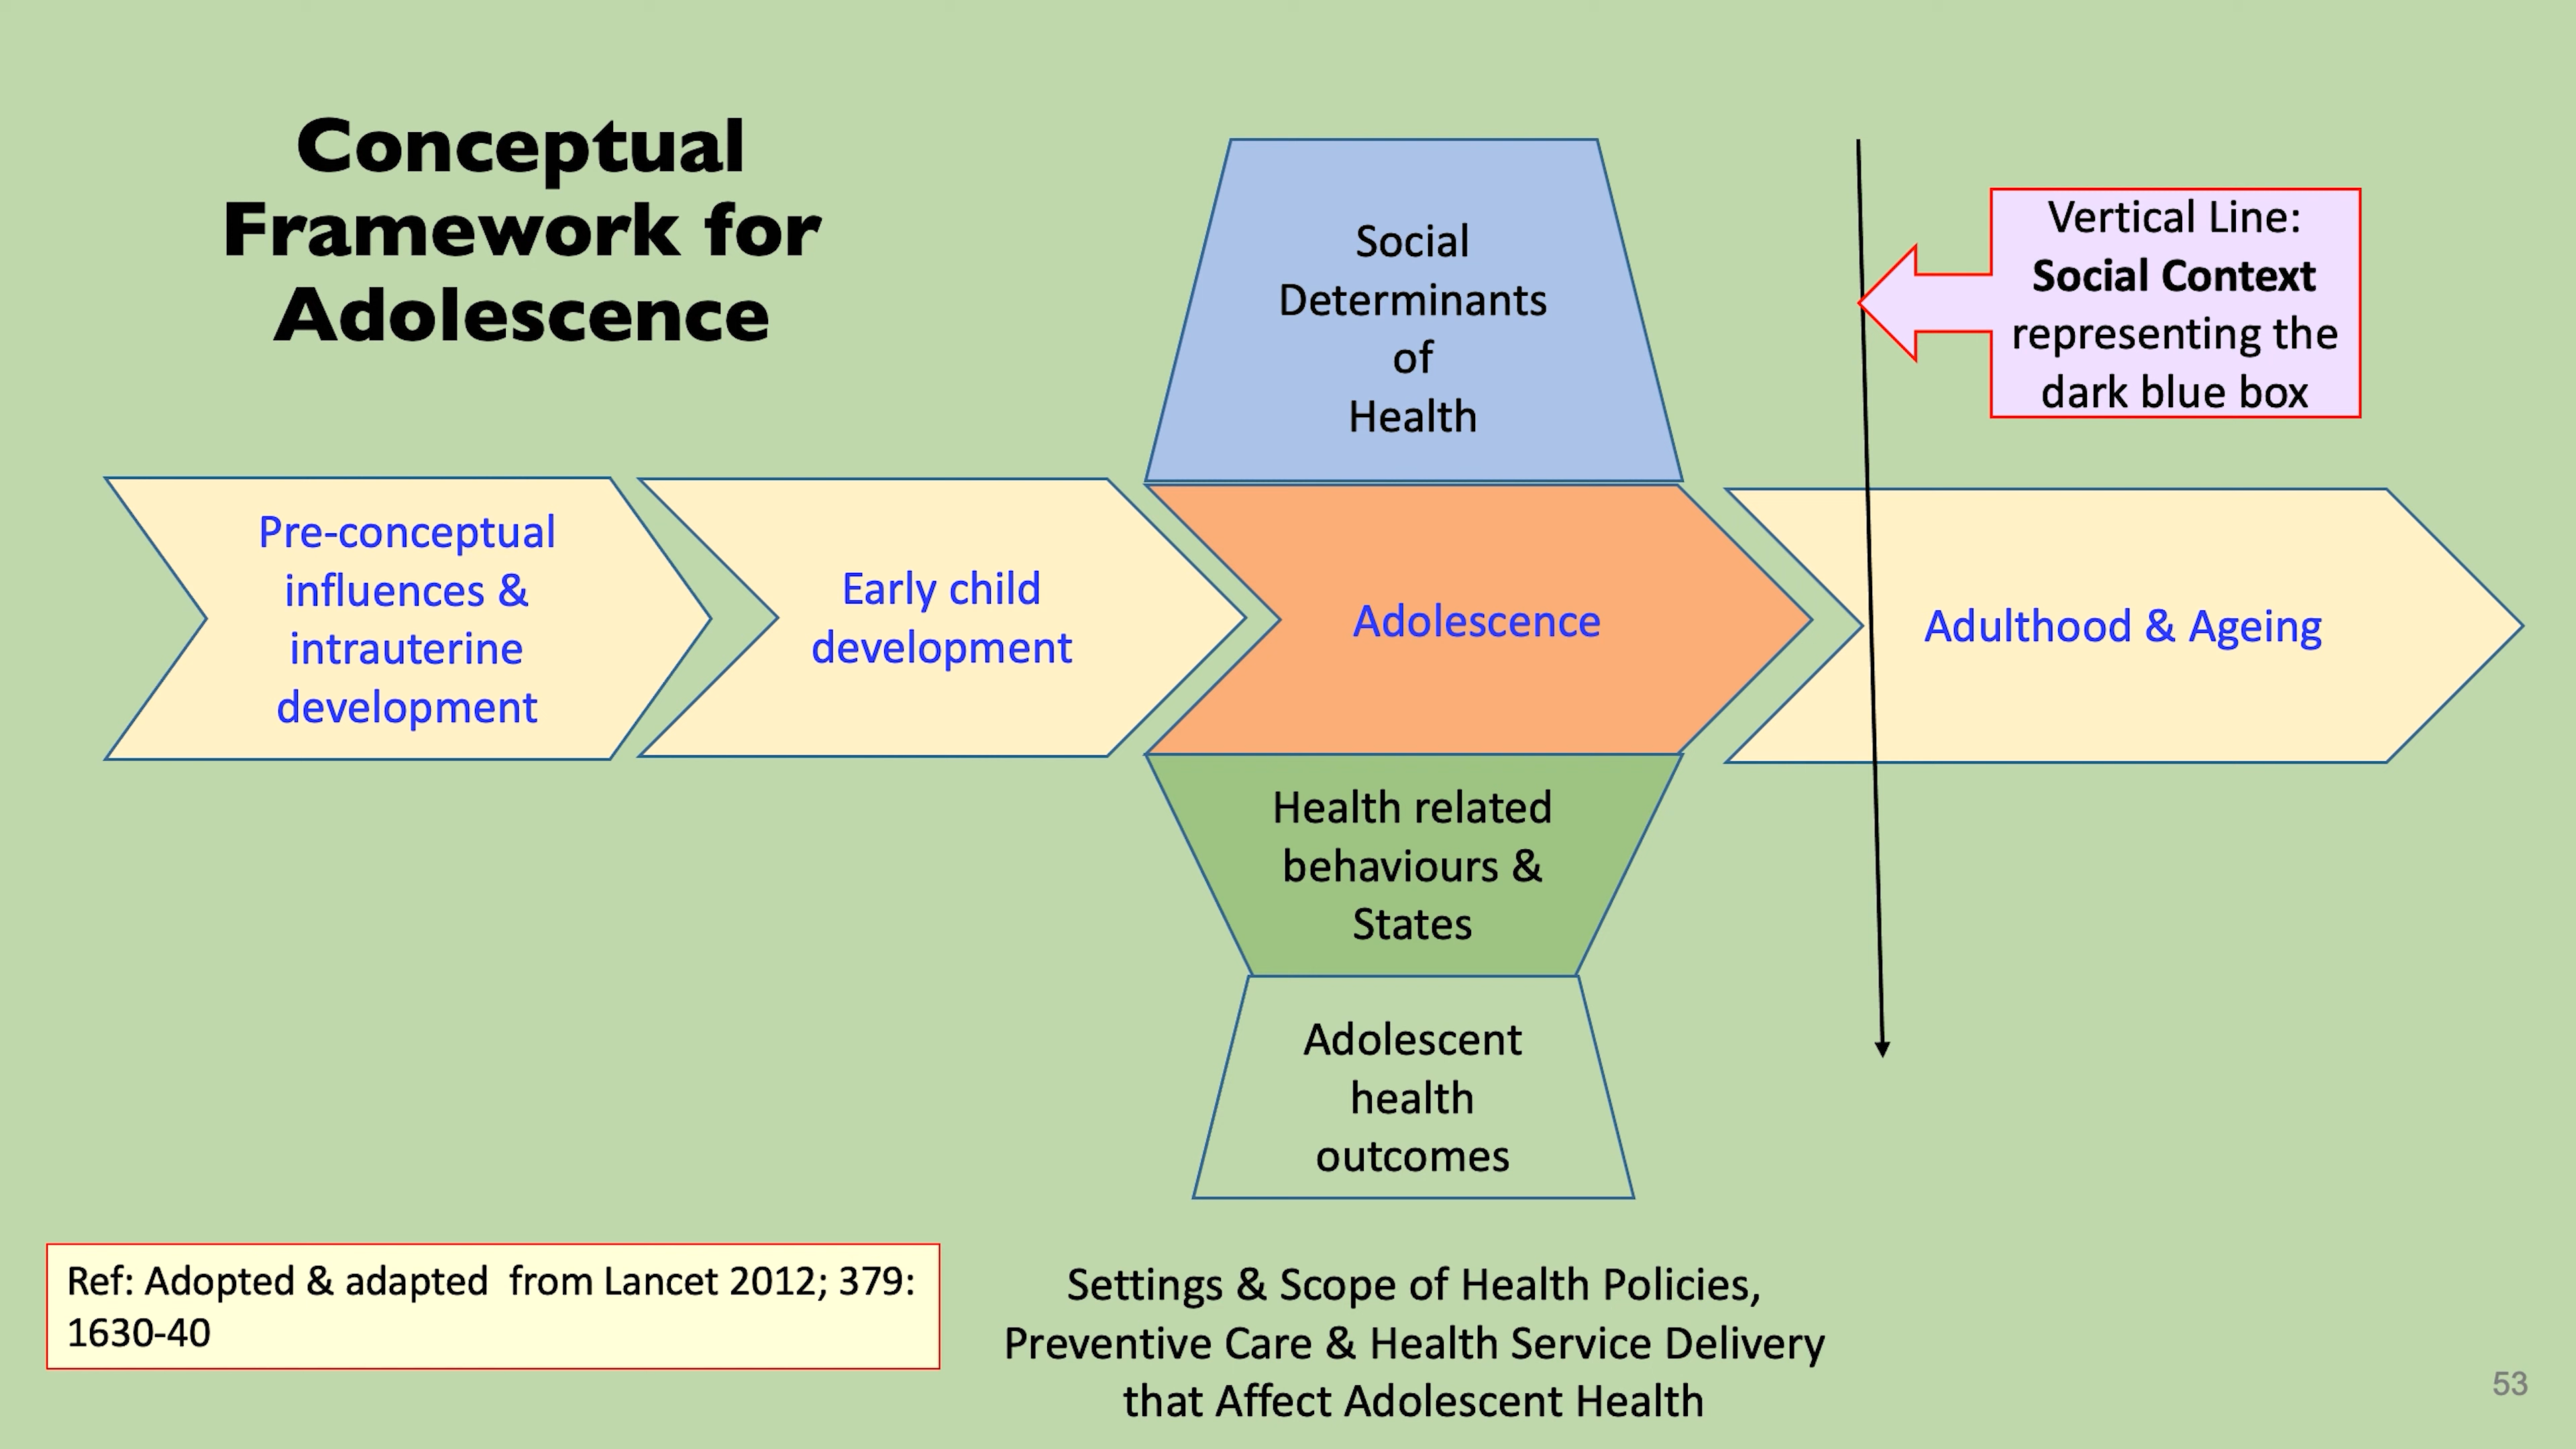 Conceptual
Framework for
Adolescence
Social
Determinants
of
Health
Vertical Line:
Social Context
representing the
dark blue box
Pre-conceptual
influences &
intrauterine
development
Early child
development
Adolescence
Adulthood & Ageing
Health related
behaviours &
States
Adolescent
health
outcomes
Ref: Adopted & adapted  from Lancet 2012; 379:
1630-40
Settings & Scope of Health Policies,
Preventive Care & Health Service Delivery
that Affect Adolescent Health
53